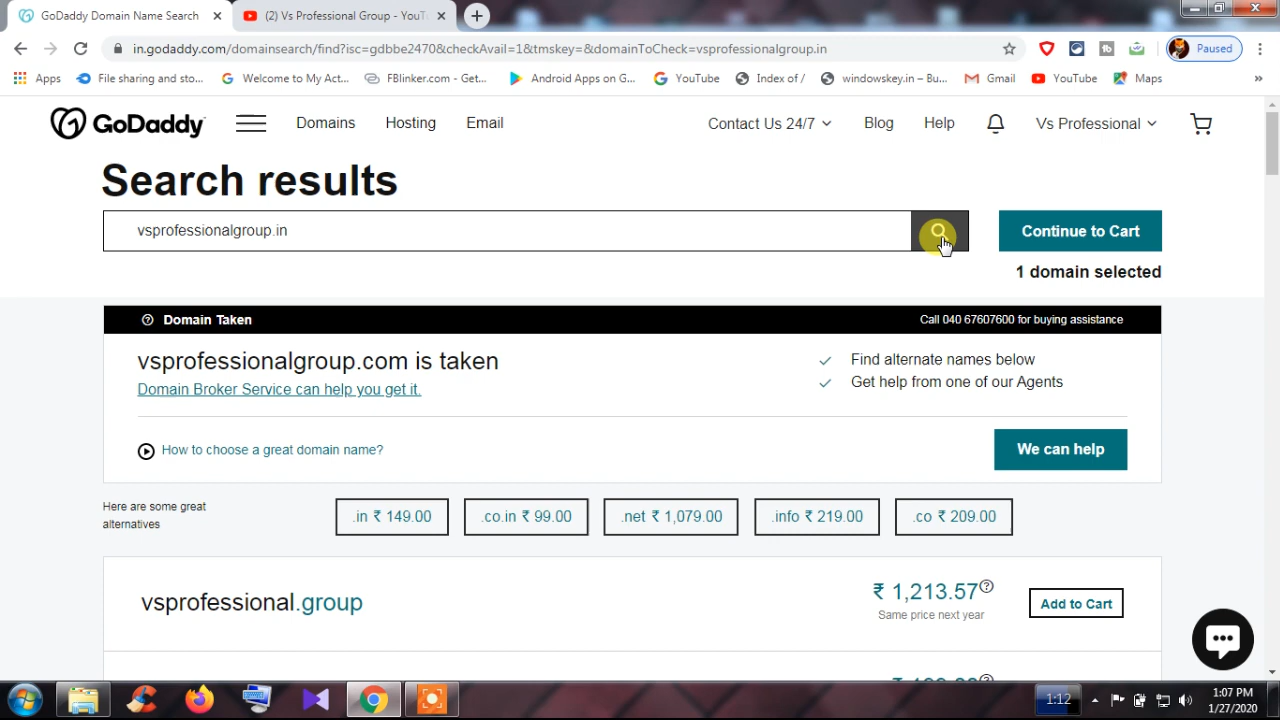 GoDaddy Domain Name Search
(2) Vs Professional Group - YouT
in.godaddy.com/domainsearch/find?isc=gdbbe2470&checkAvail=1&tmskey=&domainToCheck=vsprofessionalgroup.in
Paused
Apps
File sharing and sto...
Welcome to My Act...
FBlinker.com - Get...
Android Apps on G...
YouTube
Index of /
windowskey.in – Bu...
Gmail
YouTube
Maps
»
GoDaddy
Domains
Hosting
Email
Contact Us 24/7
Blog
Help
Vs Professional
Search results
vsprofessionalgroup.in
Continue to Cart
1 domain selected
Domain Taken
Call 040 67607600 for buying assistance
vsprofessionalgroup.com is taken
Find alternate names below
Domain Broker Service can help you get it.
Get help from one of our Agents
How to choose a great domain name?
We can help
Here are some great
alternatives
.in ₹ 149.00
.co.in ₹ 99.00
.net ₹ 1,079.00
.info ₹ 219.00
.co ₹ 209.00
vsprofessional.group
₹ 1,213.57
Same price next year
Add to Cart
1:12
1:07 PM
1/27/2020